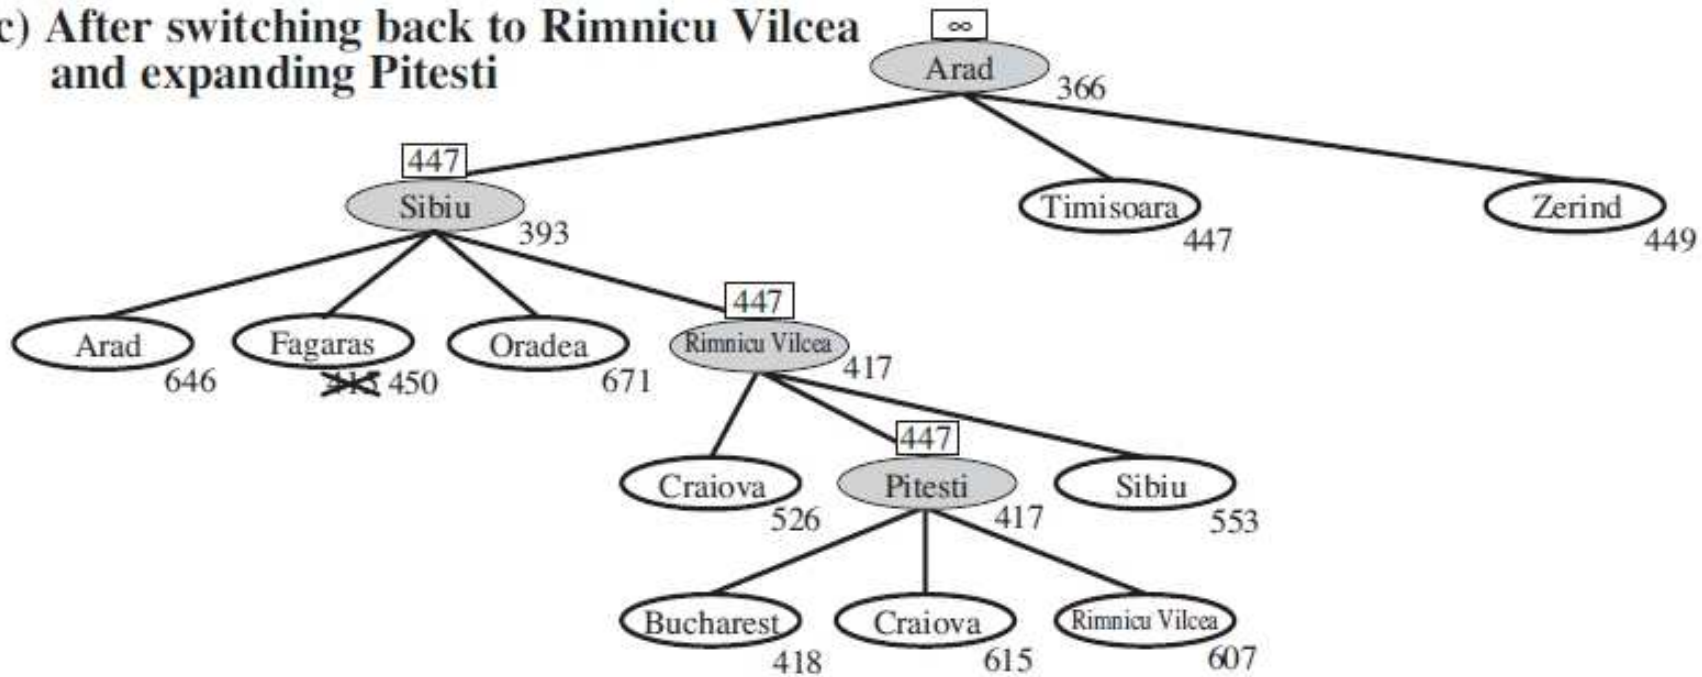 c) After switching back to Rimnicu Vilcea
and expanding Pitesti
∞
Arad
366
447
Sibiu
393
Timisoara
447
Zerind
449
Arad
646
Fagaras
415 450
Oradea
671
447
Rimnicu Vilcea
417
Craiova
526
447
Pitesti
417
Sibiu
553
Bucharest
418
Craiova
615
Rimnicu Vilcea
607